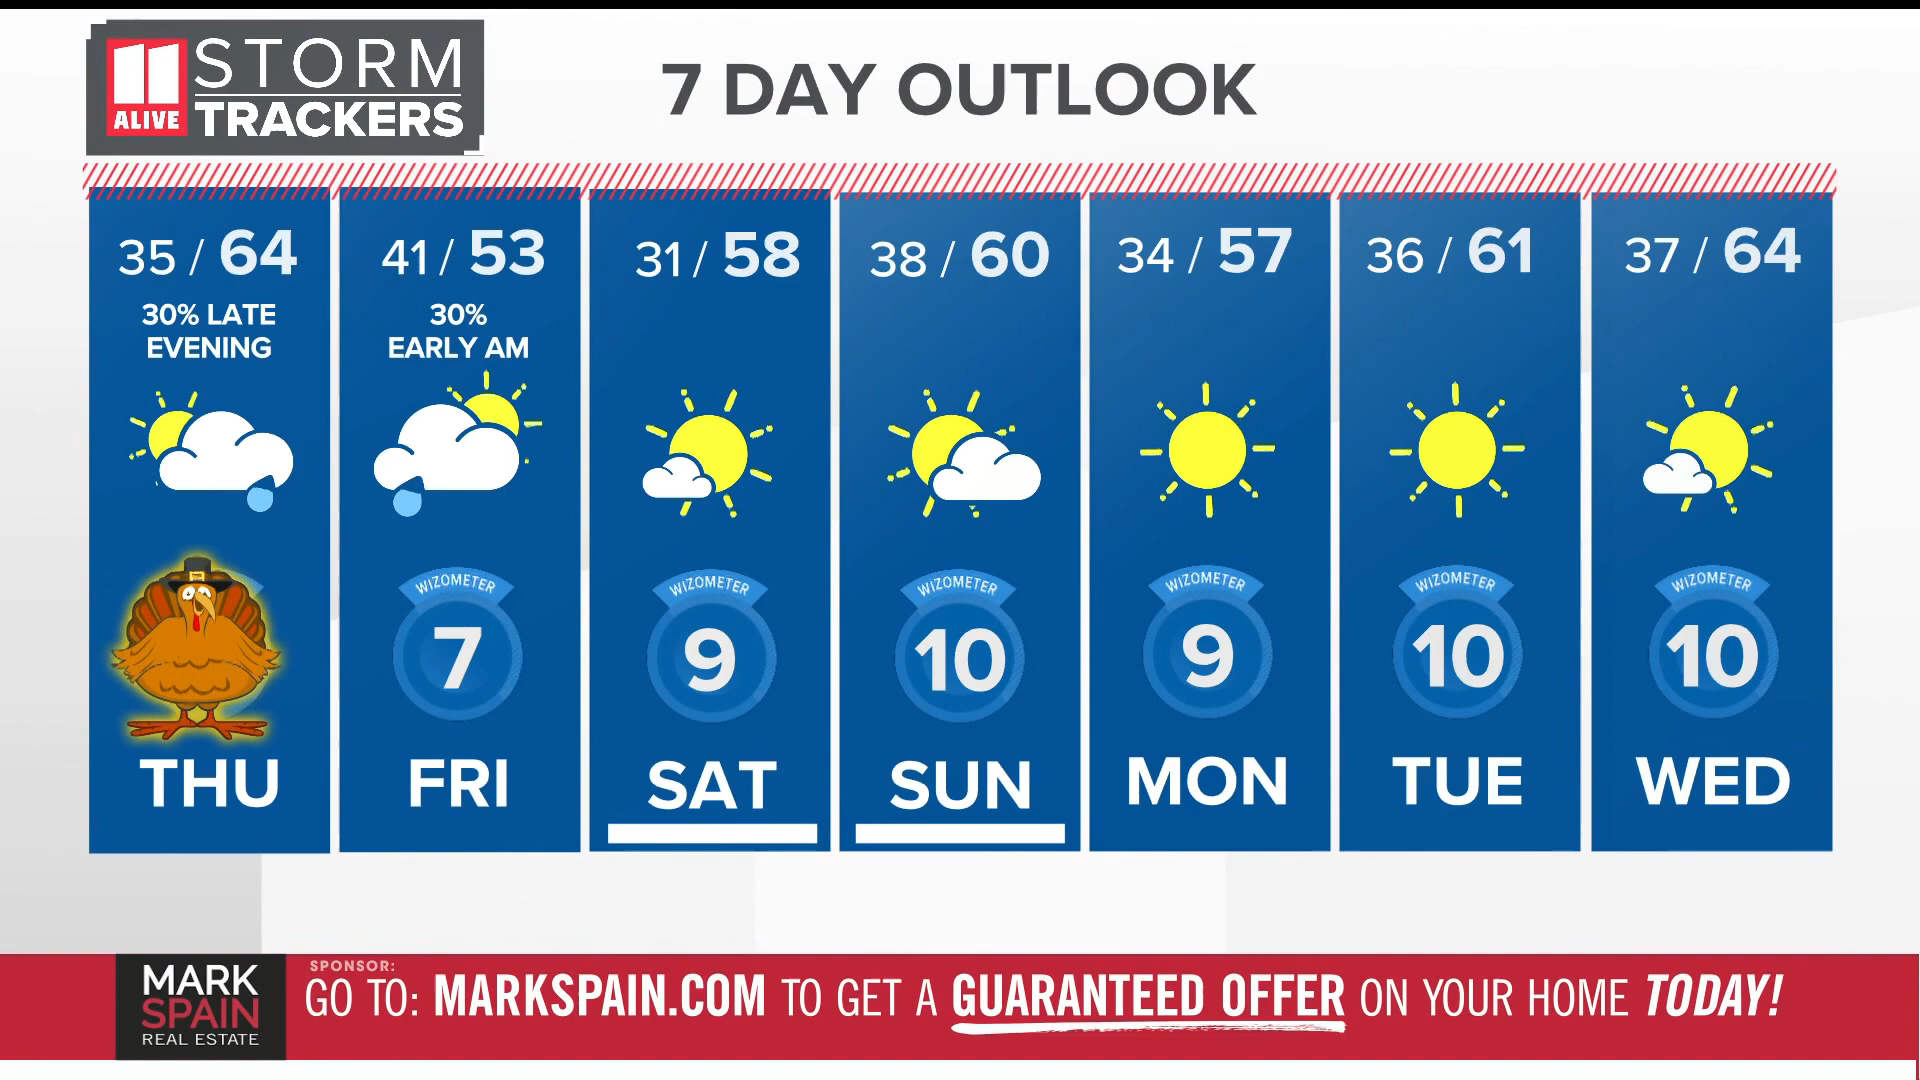 11 ALIVE
STORM
TRACKERS
7 DAY OUTLOOK
35 / 64
30% LATE
EVENING
THU
41 / 53
30%
EARLY AM
WIZOMETER
7
FRI
31 / 58
WIZOMETER
9
SAT
38 / 60
WIZOMETER
10
SUN
34 / 57
WIZOMETER
9
MON
36 / 61
WIZOMETER
10
TUE
37 / 64
WIZOMETER
10
WED
MARK
SPAIN
REAL ESTATE
SPONSOR:
GO TO: MARKSPAIN.COM TO GET A GUARANTEED OFFER ON YOUR HOME TODAY!